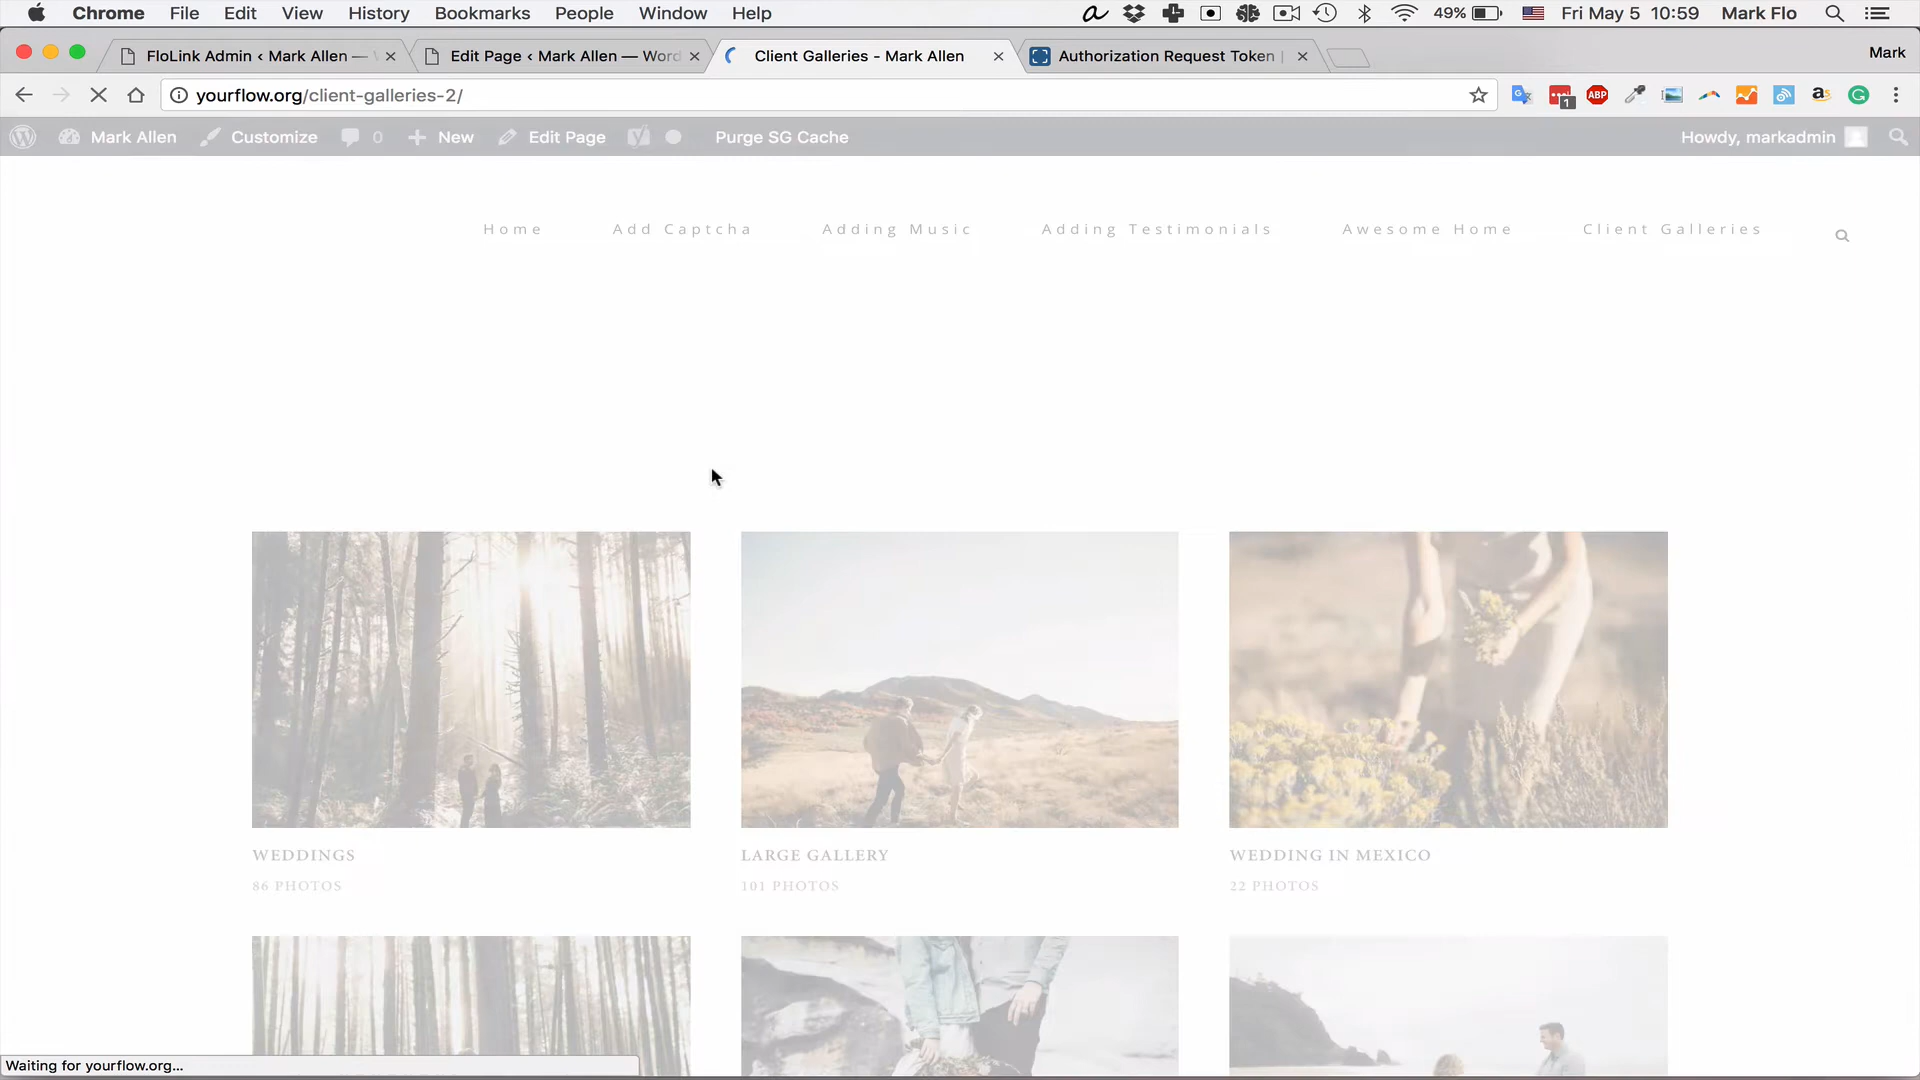 Chrome File Edit View History Bookmarks People Window Help 49% Fri May 5 10:59 Mark Flo
FloLink Admin ‹ Mark Allen — Edit Page ‹ Mark Allen — Word Client Galleries - Mark Allen Authorization Request Token | Mark
yourflow.org/client-galleries-2/ 1 ABP
Mark Allen Customize 0 New Edit Page Purge SG Cache Howdy, markadmin
Home Add Captcha Adding Music Adding Testimonials Awesome Home Client Galleries
WEDDINGS LARGE GALLERY WEDDING IN MEXICO
86 PHOTOS 101 PHOTOS 22 PHOTOS
Waiting for yourflow.org...